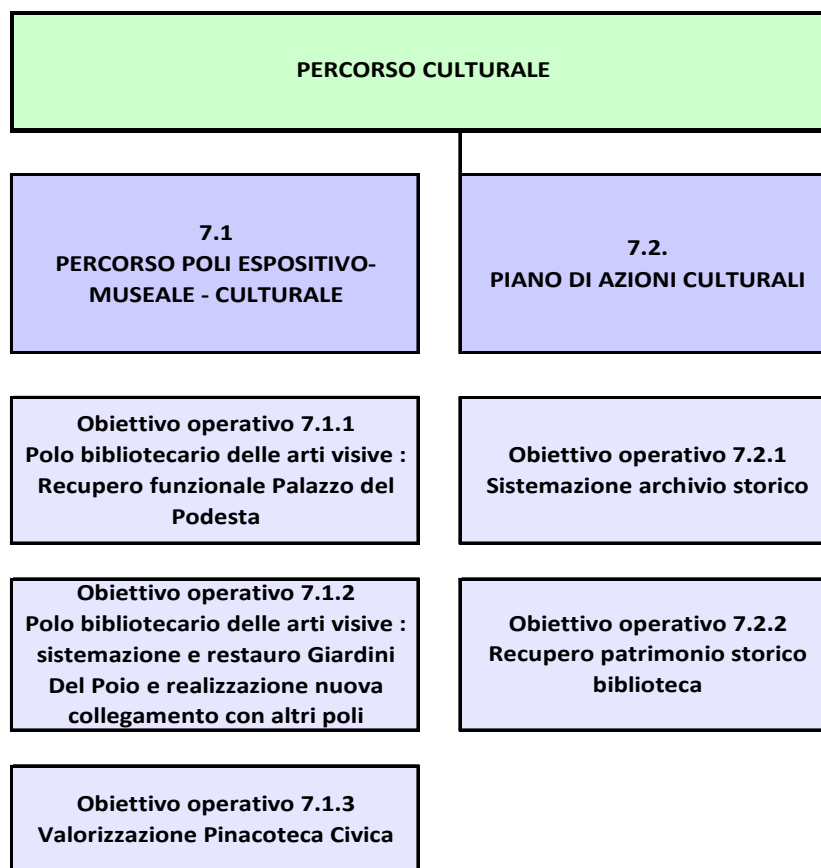 PERCORSO CULTURALE
7.1
PERCORSO POLI ESPOSITIVO-
MUSEALE - CULTURALE
7.2.
PIANO DI AZIONI CULTURALI
Obiettivo operativo 7.1.1
Polo bibliotecario delle arti visive :
Recupero funzionale Palazzo del
Podesta
Obiettivo operativo 7.2.1
Sistemazione archivio storico
Obiettivo operativo 7.1.2
Polo bibliotecario delle arti visive :
sistemazione e restauro Giardini
Del Poio e realizzazione nuova
collegamento con altri poli
Obiettivo operativo 7.2.2
Recupero patrimonio storico
biblioteca
Obiettivo operativo 7.1.3
Valorizzazione Pinacoteca Civica